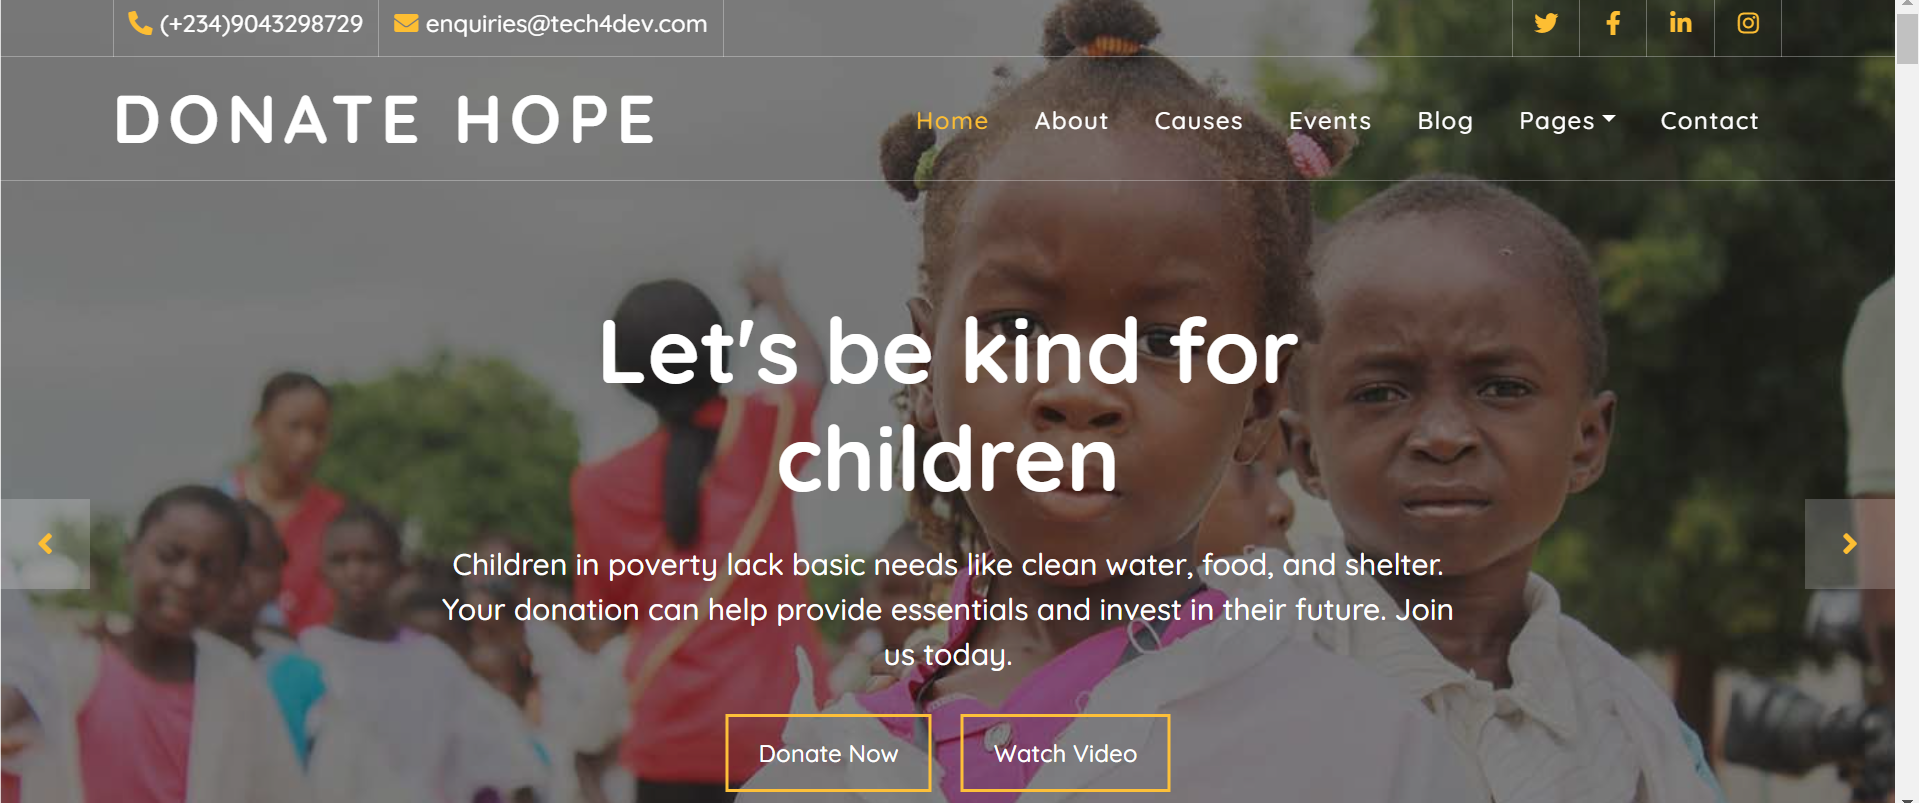 (+234)9043298729 enquiries@tech4dev.com
DONATE HOPE
Home About Causes Events Blog Pages Contact
Let's be kind for
children
Children in poverty lack basic needs like clean water, food, and shelter.
Your donation can help provide essentials and invest in their future. Join
us today.
Donate Now Watch Video